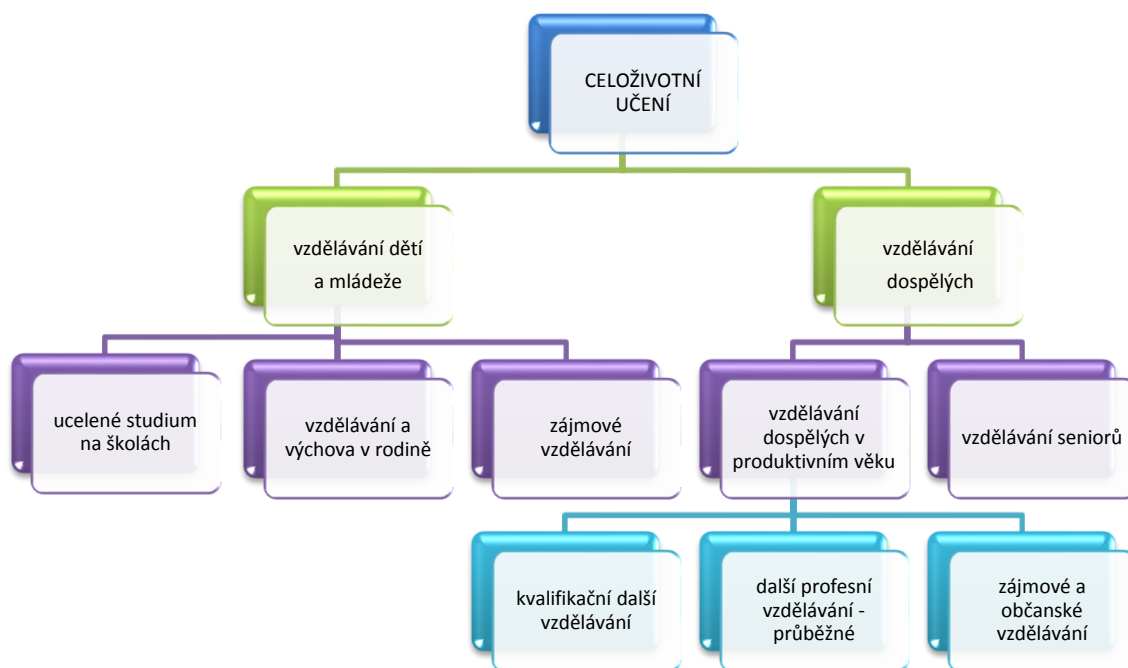 CELOŽIVOTNÍ
UČENÍ
vzdělávání dětí
a mládeže
vzdělávání
dospělých
ucelené studium
na školách
vzdělávání a
výchova v rodině
zájmové
vzdělávání
vzdělávání
dospělých v
produktivním věku
vzdělávání seniorů
kvalifikační další
vzdělávání
další profesní
vzdělávání -
průběžné
zájmové a
občanské
vzdělávání